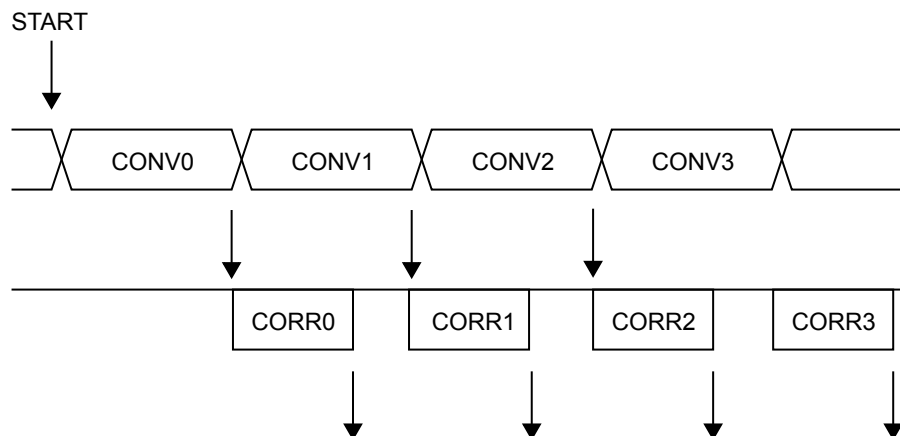 START
CONV0 CONV1 CONV2 CONV3
CORR0 CORR1 CORR2 CORR3